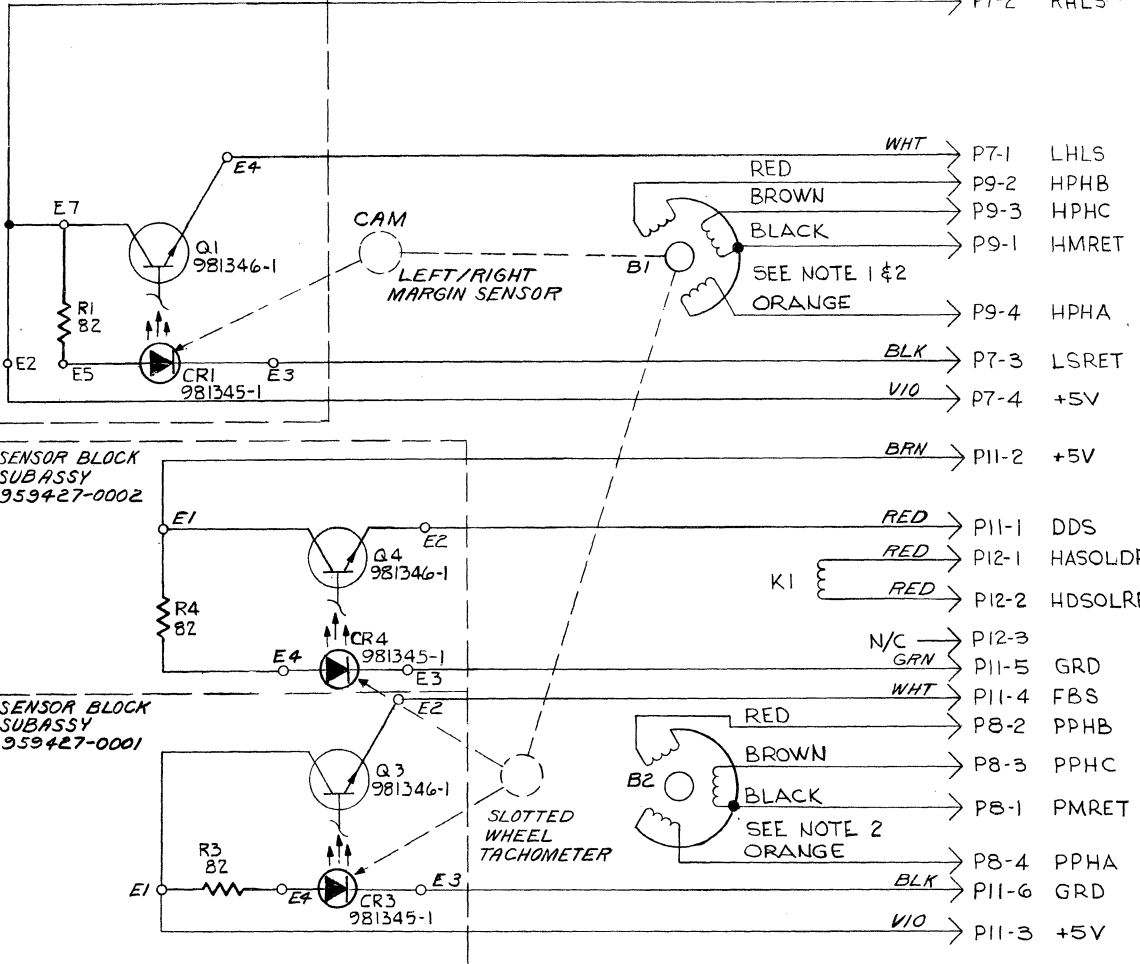 P7-2 RHLS
WHT P7-1 LHLS
E4
RED P9-2 HPHB
BROWN P9-3 HPHC
E7
CAM
BLACK P9-1 HMRET
Q1
981346-1
B1
LEFT/RIGHT
MARGIN SENSOR
SEE NOTE 1 & 2
ORANGE P9-4 HPHA
R1
82
E2
E5
CR1
981345-1
E3
BLK P7-3 LSRET
VIO P7-4 +5V
SENSOR BLOCK
SUBASSY
959427-0002
BRN P11-2 +5V
E1
E2
RED P11-1 DDS
Q4
981346-1
K1
RED P12-1
RED P12-2
R4
82
N/C P12-3
CR4
981345-1
E4
E3
GRN P11-5 GRD
SENSOR BLOCK
SUBASSY
959427-0001
E2
WHT P11-4 FBS
RED P8-2 PPHB
BROWN P8-3 PPHC
Q3
981346-1
B2
BLACK P8-1 PMRET
SLOTTED
WHEEL
TACHOMETER
SEE NOTE 2
ORANGE P8-4 PPHA
R3
82
E1
E4
CR3
981345-1
E3
BLK P11-6 GRD
VIO P11-3 +5V